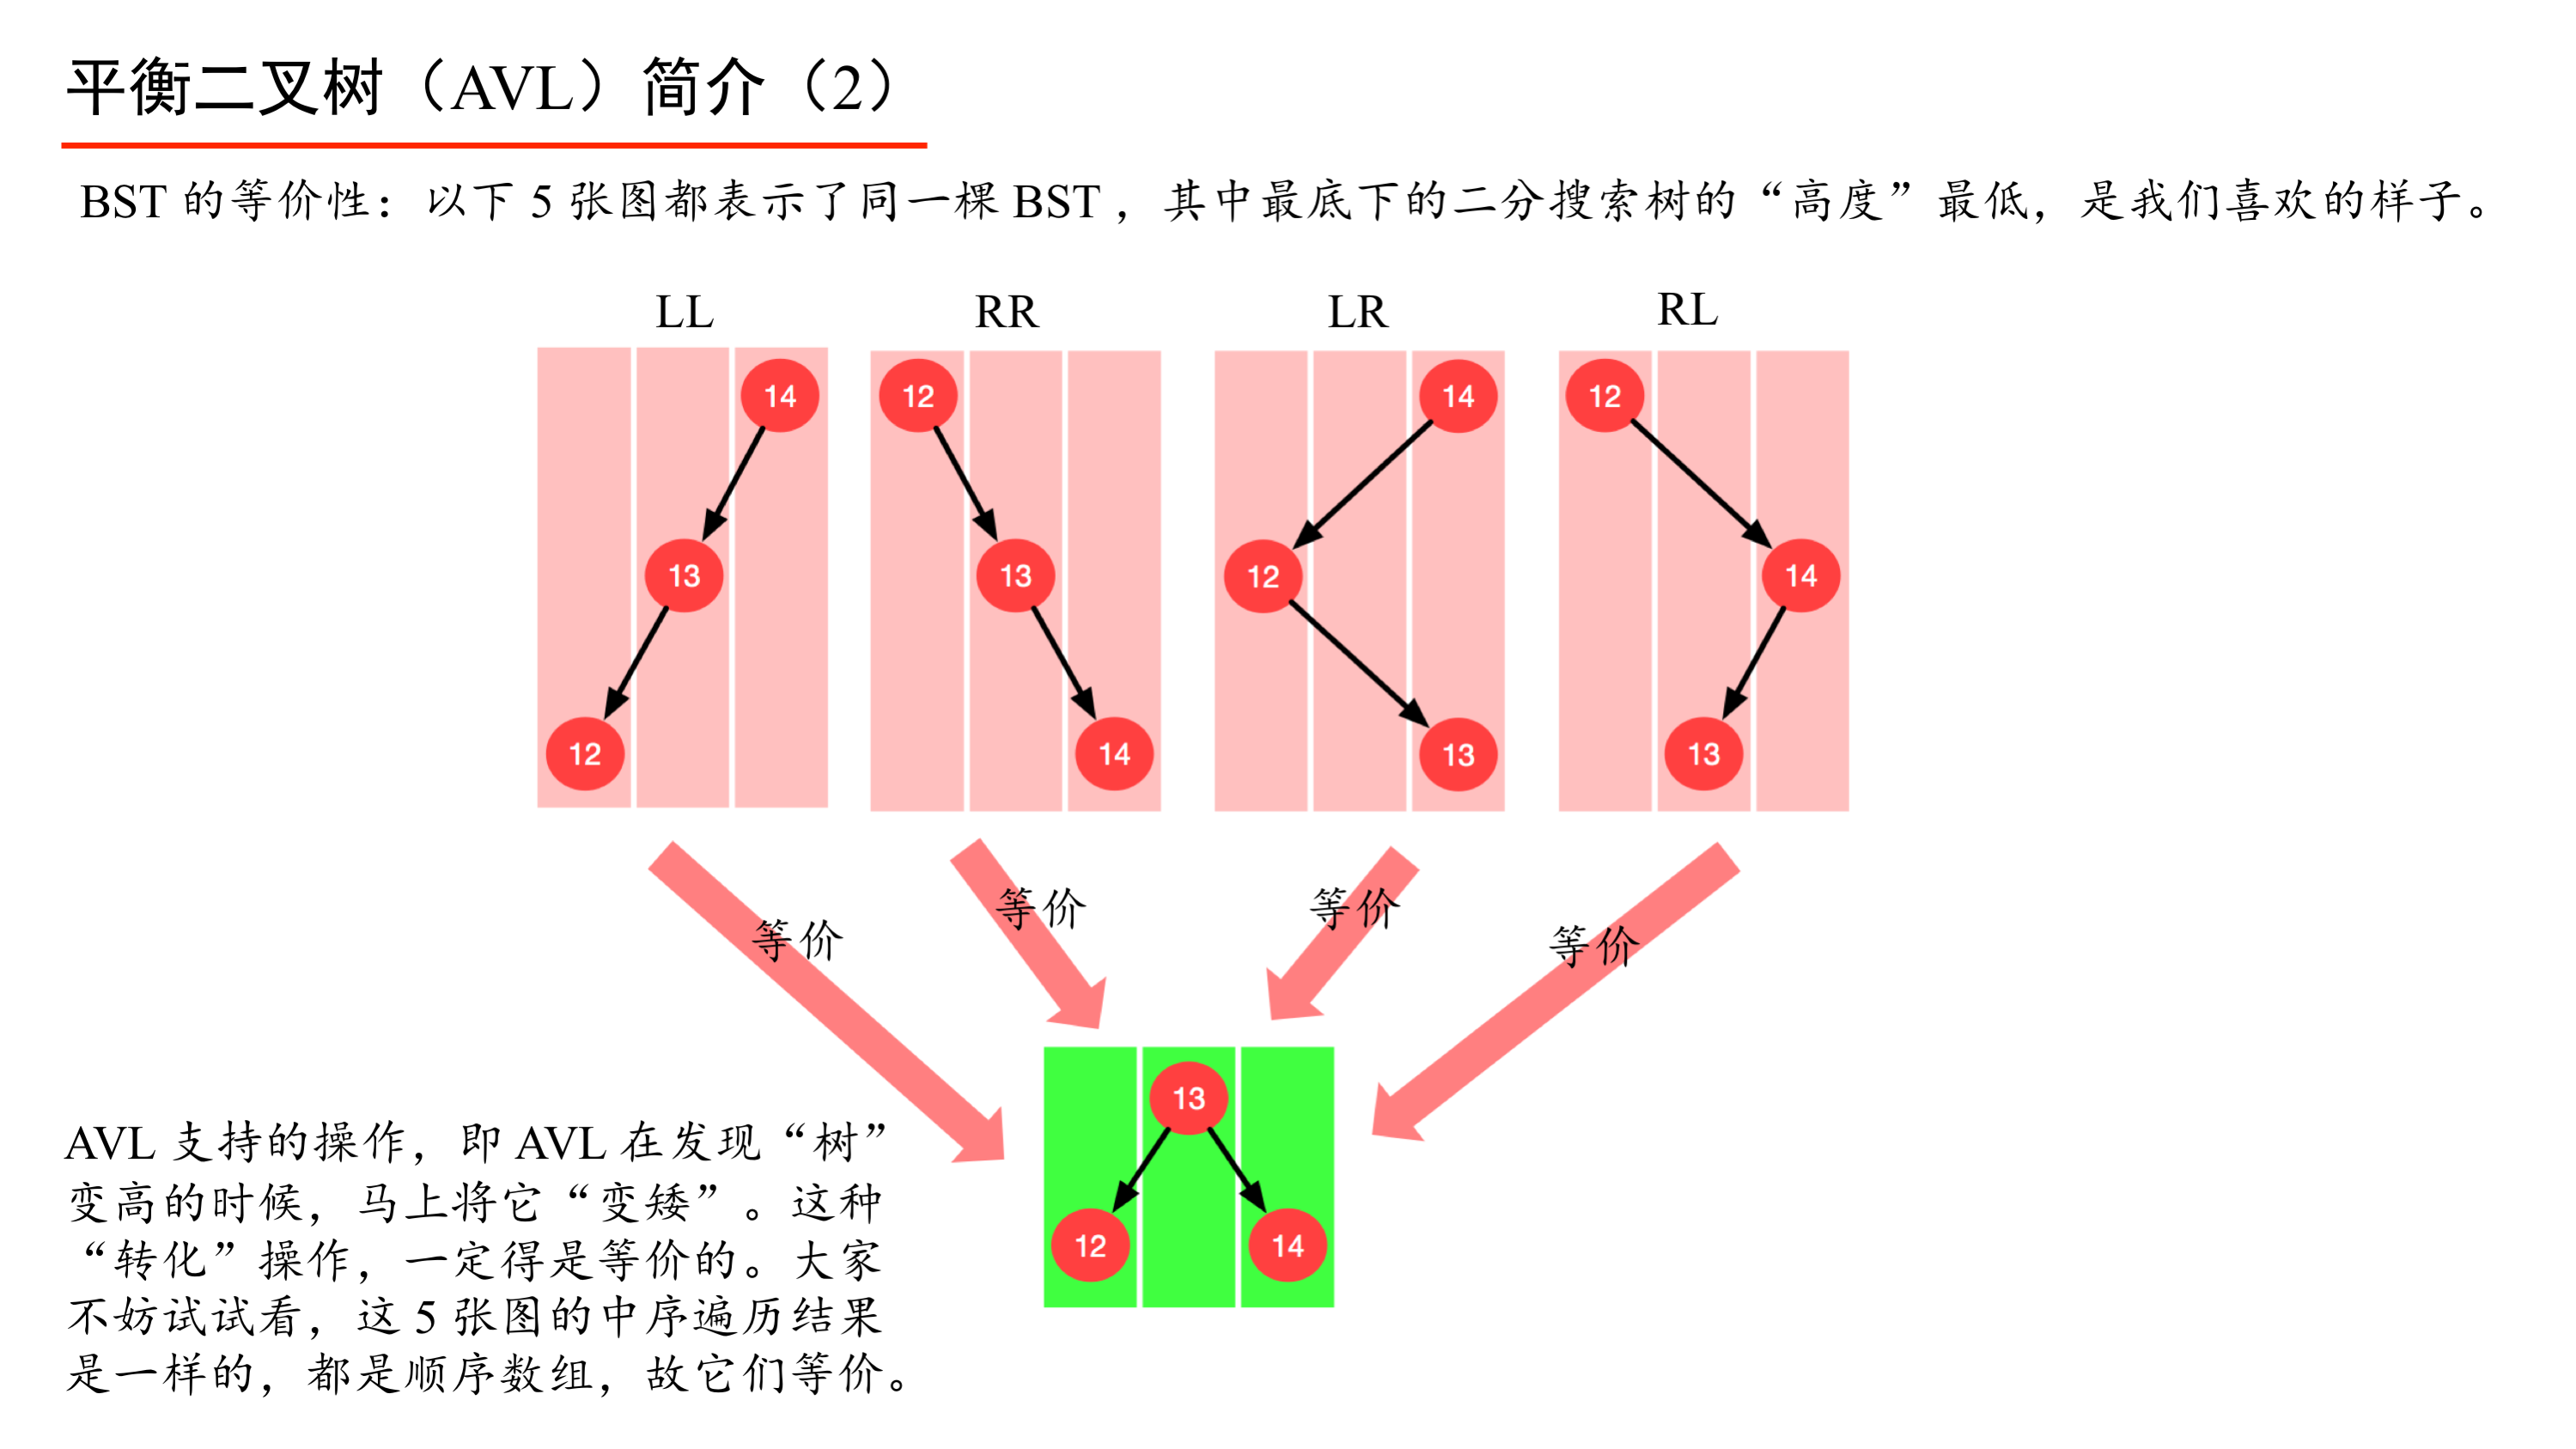 平衡二叉树（AVL）简介（2）
BST 的等价性：以下 5 张图都表示了同一棵 BST ，其中最底下的二分搜索树的“高度”最低，是我们喜欢的样子。
LL
RR
LR
RL
14
13
12
12
13
14
14
12
13
12
14
13
等价
等价
等价
等价
13
12
14
AVL 支持的操作，即 AVL 在发现“树”
变高的时候，马上将它“变矮”。这种
“转化”操作，一定得是等价的。大家
不妨试试看，这 5 张图的中序遍历结果
是一样的，都是顺序数组，故它们等价。